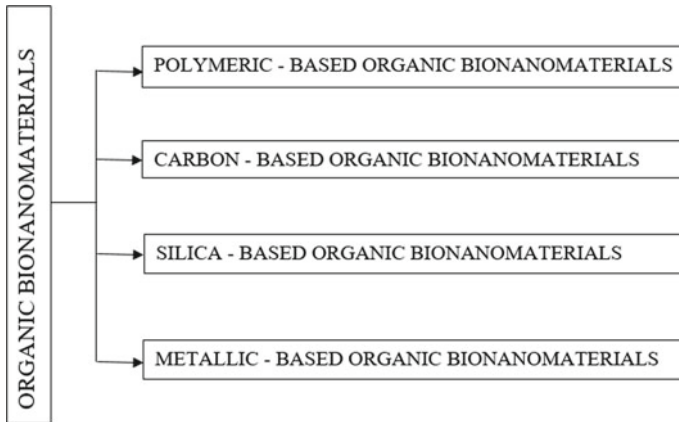 ORGANIC BIONANOMATERIALS
POLYMERIC - BASED ORGANIC BIONANOMATERIALS
CARBON - BASED ORGANIC BIONANOMATERIALS
SILICA - BASED ORGANIC BIONANOMATERIALS
METALLIC - BASED ORGANIC BIONANOMATERIALS